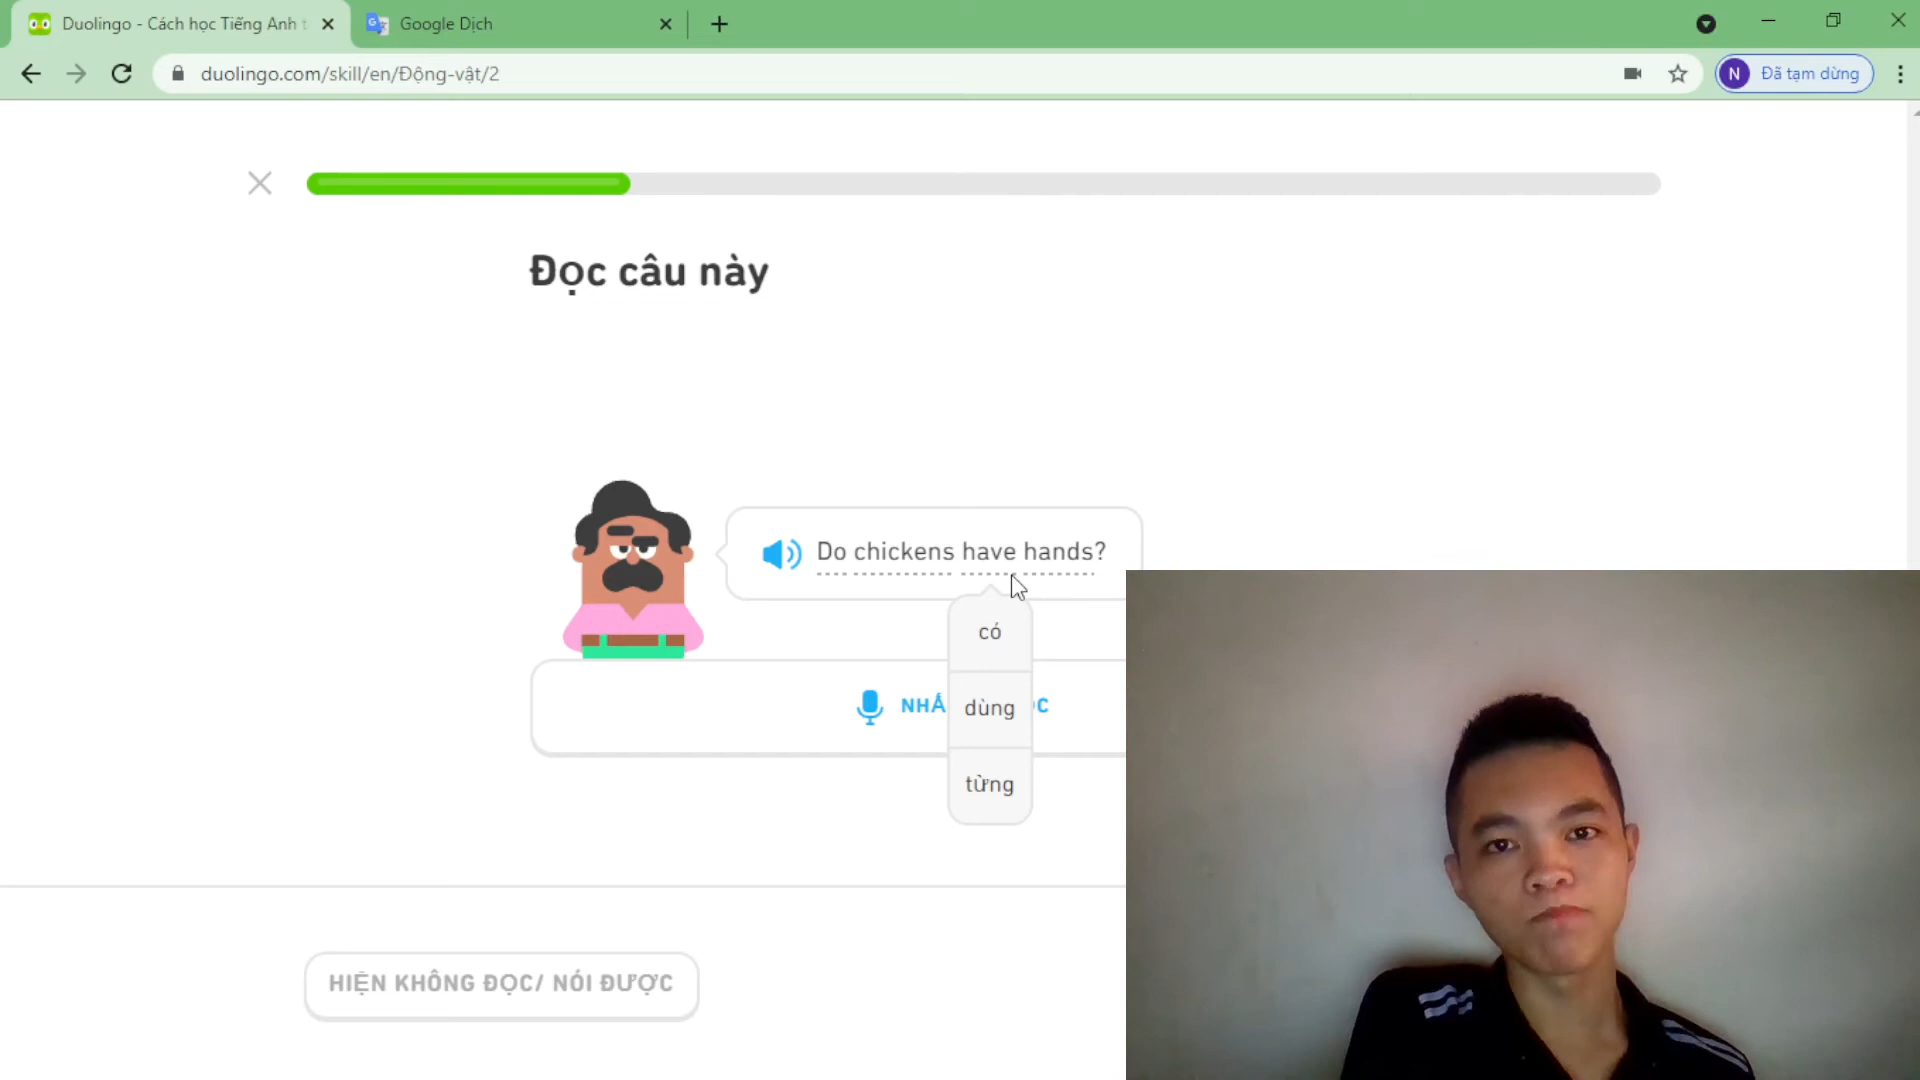 Duolingo - Cách học Tiếng Anh t
Google Dịch
duolingo.com/skill/en/Động-vật/2
N
Đã tạm dừng
Đọc câu này
Do chickens have hands?
có
dùng
từng
HIỆN KHÔNG ĐỌC/ NÓI ĐƯỢC